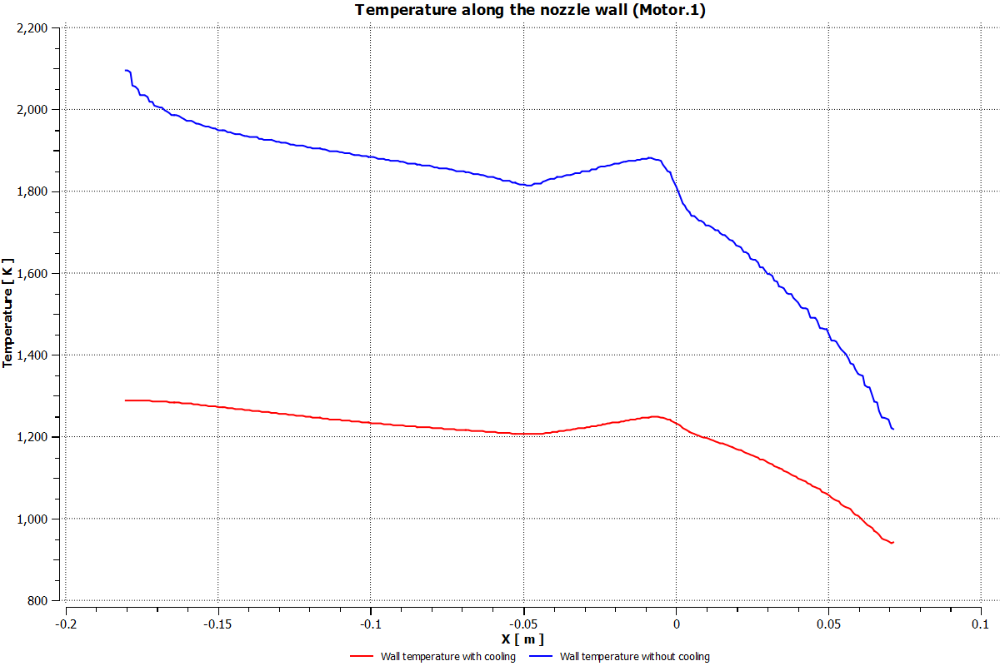 Temperature along the nozzle wall (Motor.1)
2,200
2,000
1,800
1,600
1,400
1,200
1,000
800
Temperature [ K ]
-0.2 -0.15 -0.1 -0.05 0 0.05 0.1
X [ m ]
Wall temperature with cooling Wall temperature without cooling